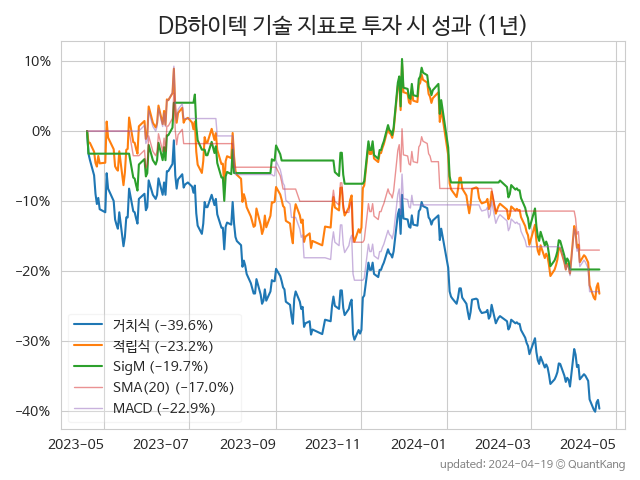 DB하이텍 기술 지표로 투자 시 성과 (1년)
10%
0%
−10%
−20%
−30%
−40%
거치식 (−39.6%)
적립식 (−23.2%)
SigM (−19.7%)
SMA(20) (−17.0%)
MACD (−22.9%)
2023−05 2023−07 2023−09 2023−11 2024−01 2024−03 2024−05
updated: 2024−04−19 © QuantKang